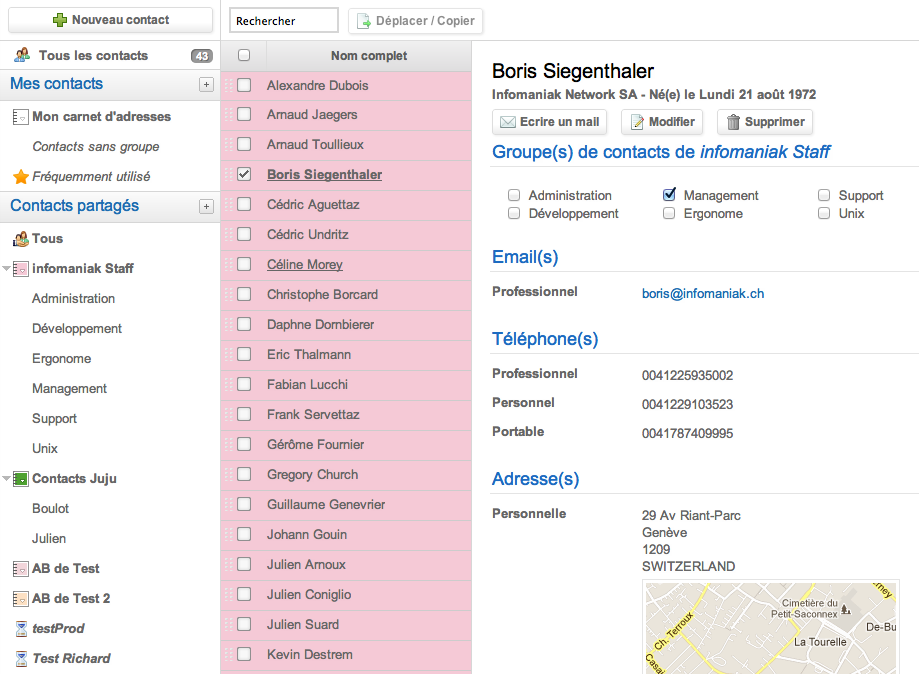 Nouveau contact
Tous les contacts 43
Mes contacts
Mon carnet d'adresses
Contacts sans groupe
Fréquemment utilisé
Contacts partagés
Tous
infomaniak Staff
Administration
Développement
Ergonome
Management
Support
Unix
Contacts Juju
Boulot
Julien
AB de Test
AB de Test 2
testProd
Test Richard
Rechercher
Déplacer / Copier
Nom complet
Alexandre Dubois
Arnaud Jaegers
Arnaud Toullieux
Boris Siegenthaler
Cédric Aguettaz
Cédric Undritz
Céline Morey
Christophe Borcard
Daphne Dornbierer
Eric Thalmann
Fabian Lucchi
Frank Servettaz
Gérôme Fournier
Gregory Church
Guillaume Genevrier
Johann Gouin
Julien Arnoux
Julien Coniglio
Julien Suard
Kevin Destrem
Boris Siegenthaler
Infomaniak Network SA - Né(e) le Lundi 21 août 1972
Ecrire un mail
Modifier
Supprimer
Groupe(s) de contacts de infomaniak Staff
Administration Management Support
Développement Ergonome Unix
Email(s)
Professionnel boris@infomaniak.ch
Téléphone(s)
Professionnel 0041225935002
Personnel 0041229103523
Portable 0041787409995
Adresse(s)
Personnelle 29 Av Riant-Parc
Genève
1209
SWITZERLAND
Cimetière du
Petit-Saconnex
Ch. Terroux
De-Bu
La Tourelle
Casai